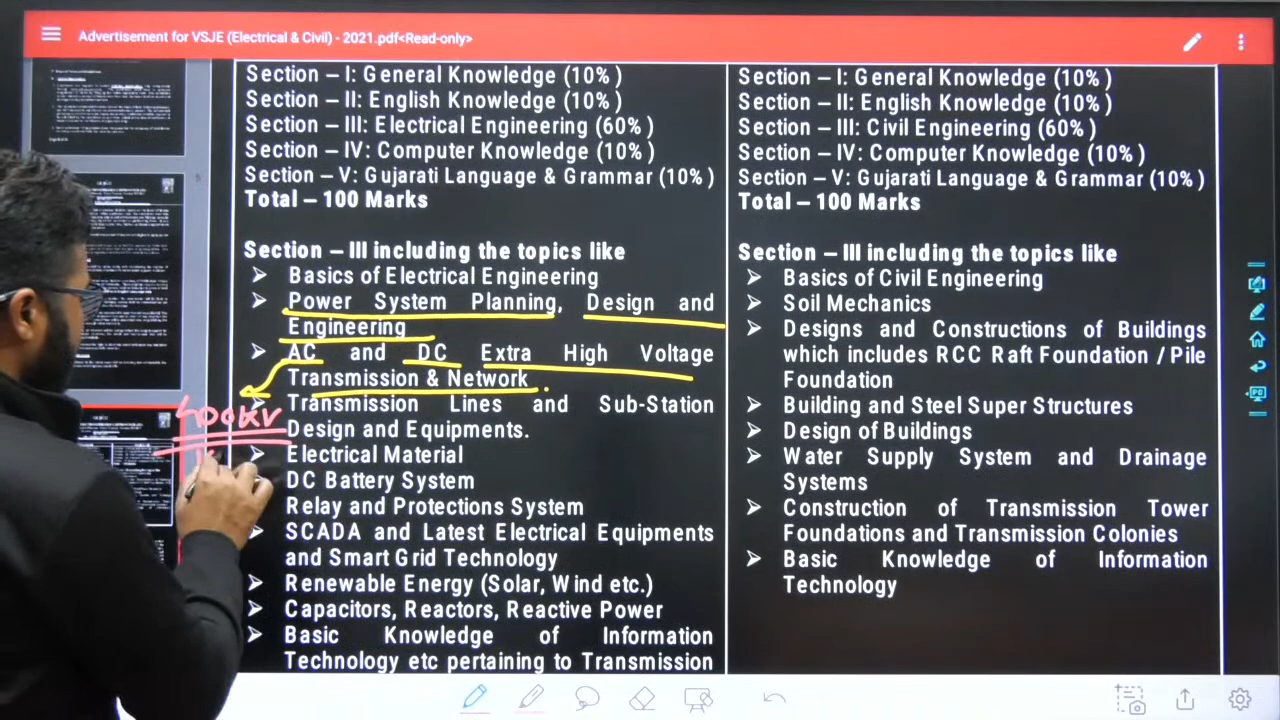 Advertisement for VSJE (Electrical & Civil) - 2021.pdf<Read-only>
Section – I: General Knowledge (10%)
Section – II: English Knowledge (10%)
Section – III: Electrical Engineering (60%)
Section – IV: Computer Knowledge (10%)
Section – V: Gujarati Language & Grammar (10%)
Total – 100 Marks
Section – III including the topics like
➢ Basics of Electrical Engineering
➢ Power System Planning, Design and
Engineering
➢ AC and DC Extra High Voltage
Transmission & Network
➢ Transmission Lines and Sub-Station
Design and Equipments.
➢ Electrical Material
DC Battery System
Relay and Protections System
➢ SCADA and Latest Electrical Equipments
and Smart Grid Technology
➢ Renewable Energy (Solar, Wind etc.)
➢ Capacitors, Reactors, Reactive Power
➢ Basic Knowledge of Information
Technology etc pertaining to Transmission
400KV
Section – I: General Knowledge (10%)
Section – II: English Knowledge (10%)
Section – III: Civil Engineering (60%)
Section – IV: Computer Knowledge (10%)
Section – V: Gujarati Language & Grammar (10%)
Total – 100 Marks
Section – III including the topics like
➢ Basics of Civil Engineering
➢ Soil Mechanics
➢ Designs and Constructions of Buildings
which includes RCC Raft Foundation / Pile
Foundation
➢ Building and Steel Super Structures
➢ Design of Buildings
➢ Water Supply System and Drainage
Systems
➢ Construction of Transmission Tower
Foundations and Transmission Colonies
➢ Basic Knowledge of Information
Technology